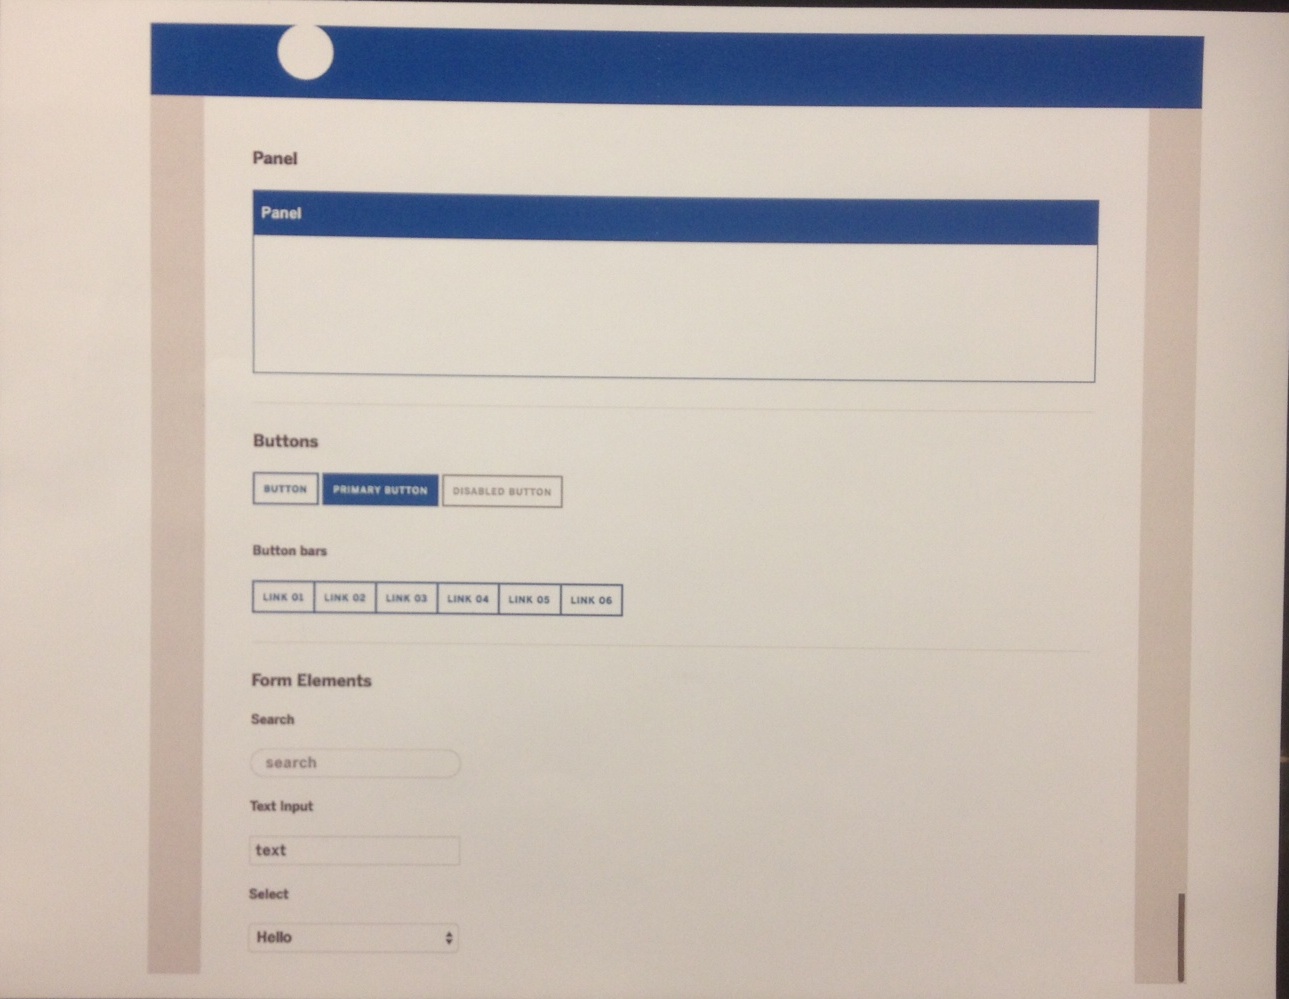 Panel
Panel
Buttons
BUTTON PRIMARY BUTTON DISABLED BUTTON
Button bars
LINK 01 LINK 02 LINK 03 LINK 04 LINK 05 LINK 06
Form Elements
Search
search
Text Input
text
Select
Hello